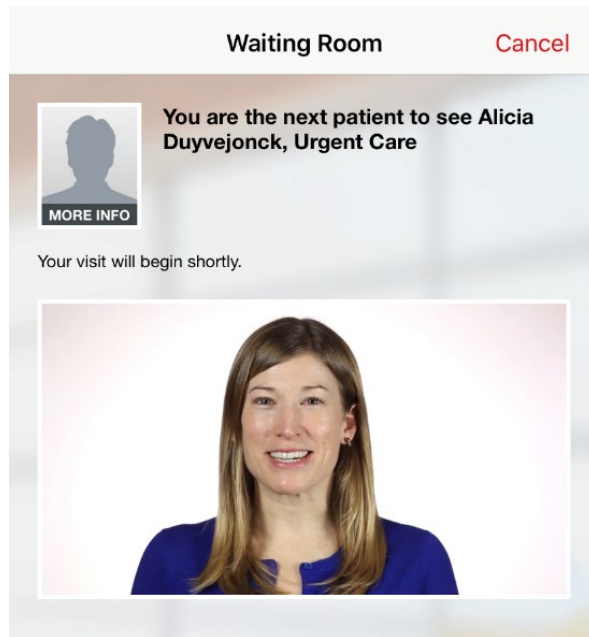 Waiting Room
Cancel
You are the next patient to see Alicia
Duyvejonck, Urgent Care
MORE INFO
Your visit will begin shortly.